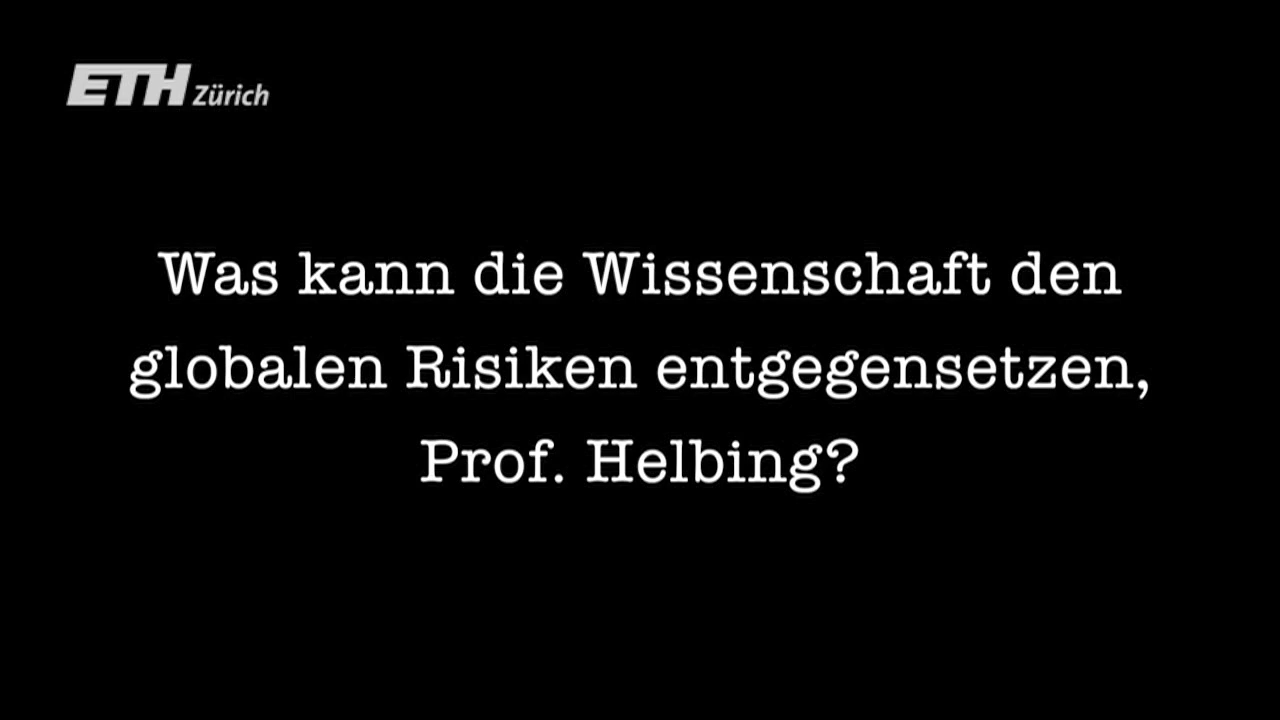 ETH Zürich
Was kann die Wissenschaft den
globalen Risiken entgegensetzen,
Prof. Helbing?